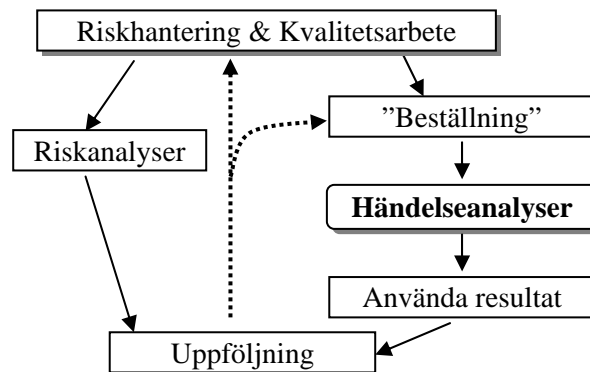 Riskhantering & Kvalitetsarbete
”Beställning”
Riskanalyser
Händelseanalyser
Använda resultat
Uppföljning